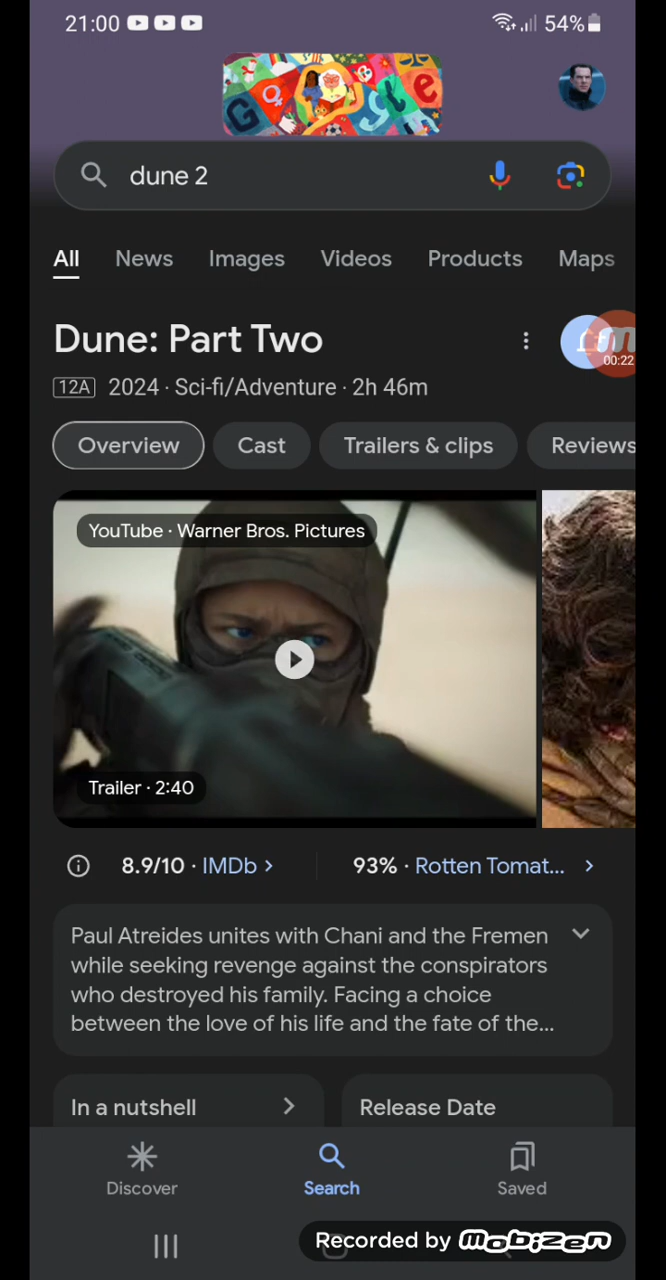 21:00
54%
dune 2
All News Images Videos Products Maps
Dune: Part Two
00:22
12A 2024 · Sci-fi/Adventure · 2h 46m
Overview Cast Trailers & clips Reviews
YouTube · Warner Bros. Pictures
Trailer · 2:40
8.9/10 · IMDb 93% · Rotten Tomat...
Paul Atreides unites with Chani and the Fremen
while seeking revenge against the conspirators
who destroyed his family. Facing a choice
between the love of his life and the fate of the...
In a nutshell Release Date
Discover Search Saved
Recorded by mobizen